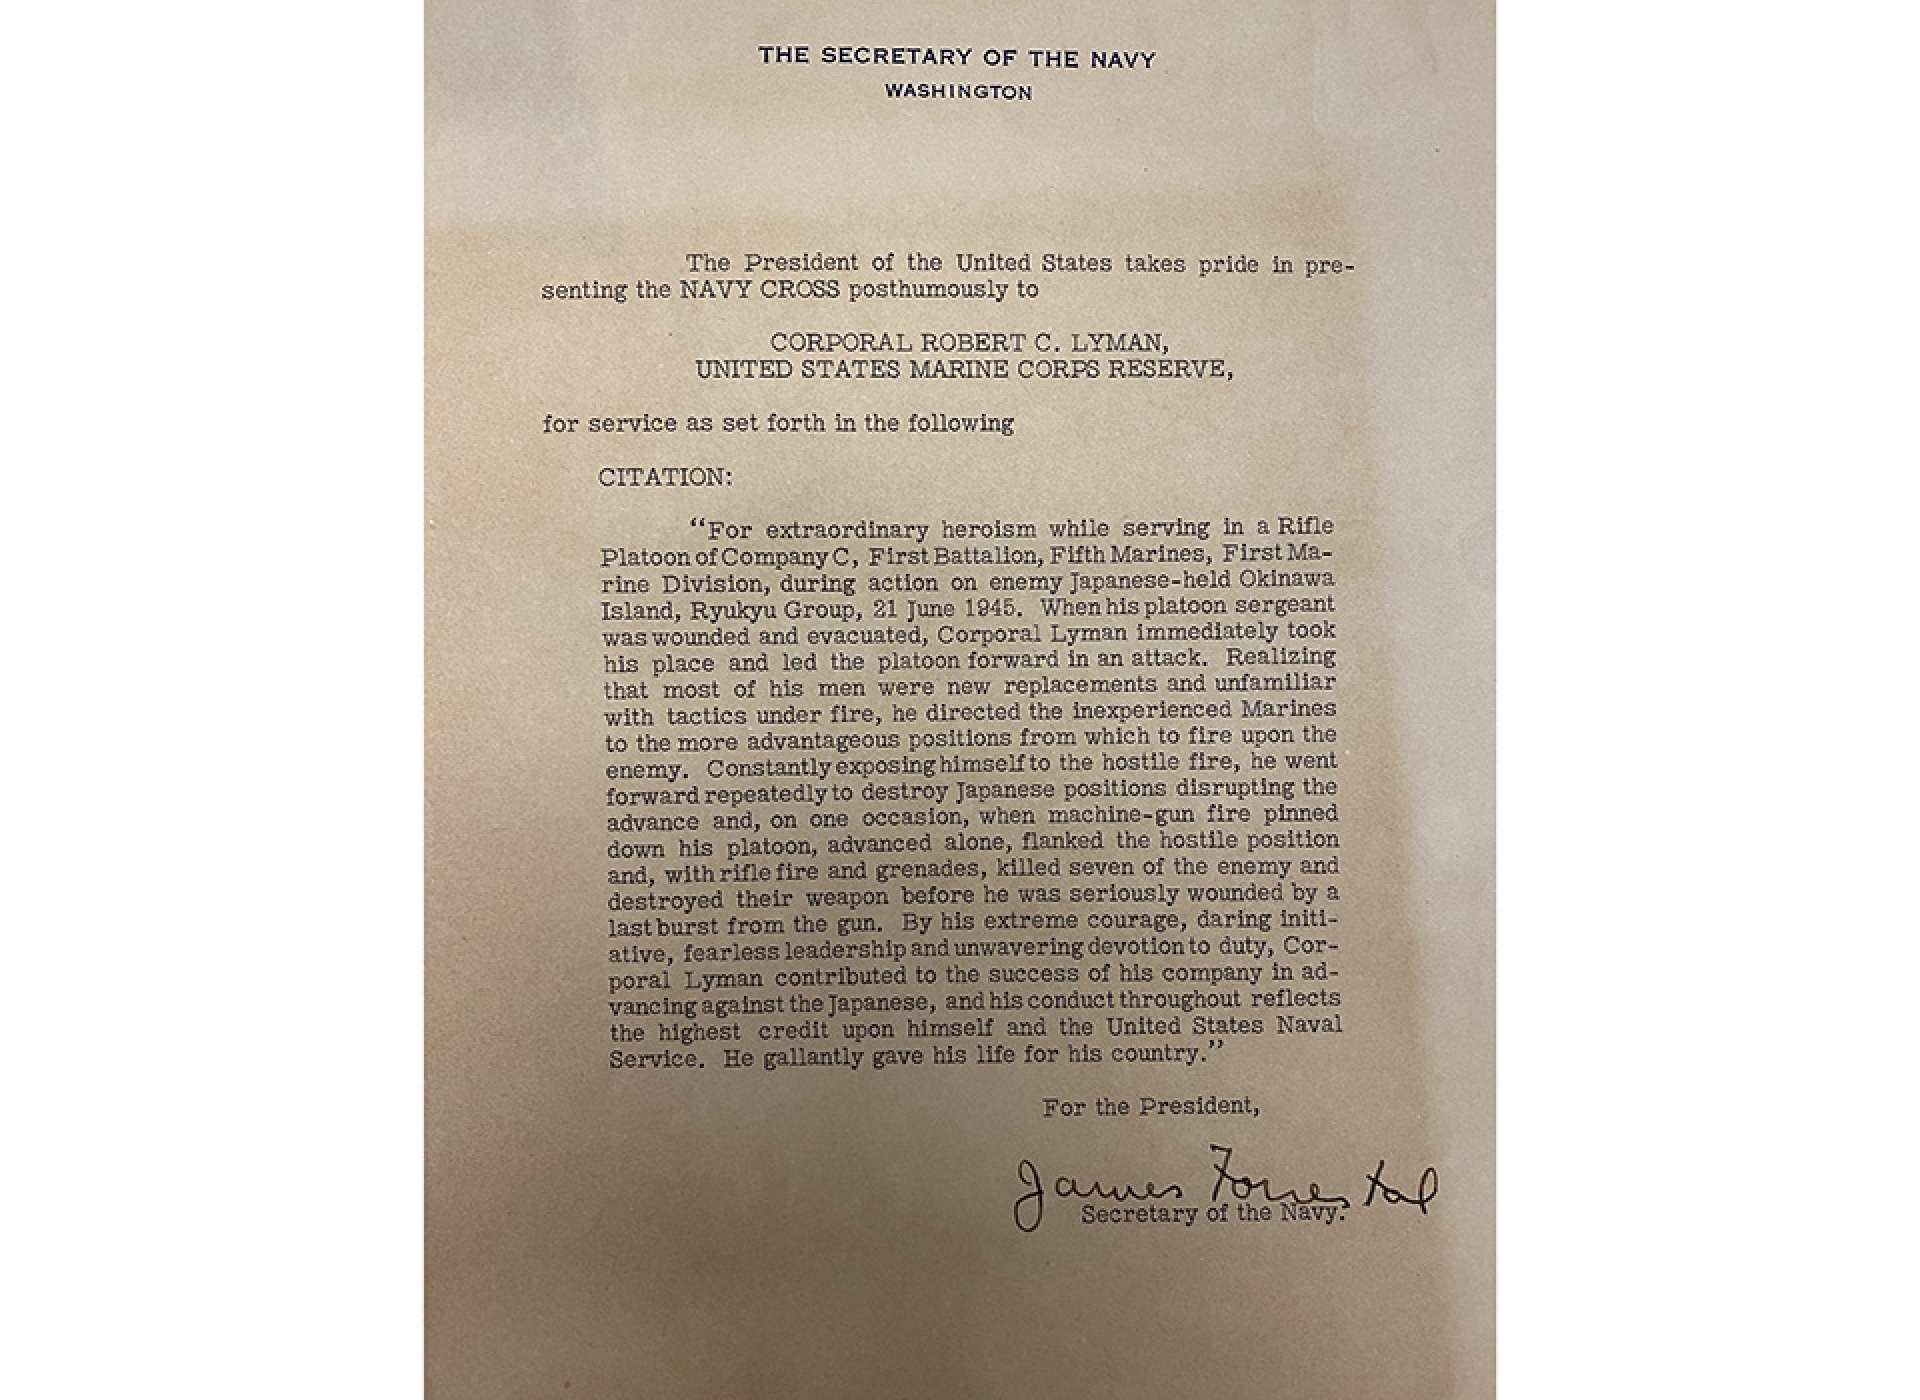 THE SECRETARY OF THE NAVY
WASHINGTON
The President of the United States takes pride in pre-
senting the NAVY CROSS posthumously to
CORPORAL ROBERT C. LYMAN,
UNITED STATES MARINE CORPS RESERVE,
for service as set forth in the following
CITATION:
“For extraordinary heroism while serving in a Rifle
Platoon of Company C, First Battalion, Fifth Marines, First Ma-
rine Division, during action on enemy Japanese-held Okinawa
Island, Ryukyu Group, 21 June 1945. When his platoon sergeant
was wounded and evacuated, Corporal Lyman immediately took
his place and led the platoon forward in an attack. Realizing
that most of his men were new replacements and unfamiliar
with tactics under fire, he directed the inexperienced Marines
to the more advantageous positions from which to fire upon the
enemy. Constantly exposing himself to the hostile fire, he went
forward repeatedly to destroy Japanese positions disrupting the
advance and, on one occasion, when machine-gun fire pinned
down his platoon, advanced alone, flanked the hostile position
and, with rifle fire and grenades, killed seven of the enemy and
destroyed their weapon before he was seriously wounded by a
last burst from the gun. By his extreme courage, daring initi-
ative, fearless leadership and unwavering devotion to duty, Cor-
poral Lyman contributed to the success of his company in ad-
vancing against the Japanese, and his conduct throughout reflects
the highest credit upon himself and the United States Naval
Service. He gallantly gave his life for his country.”
For the President,
James Forrestal
Secretary of the Navy.